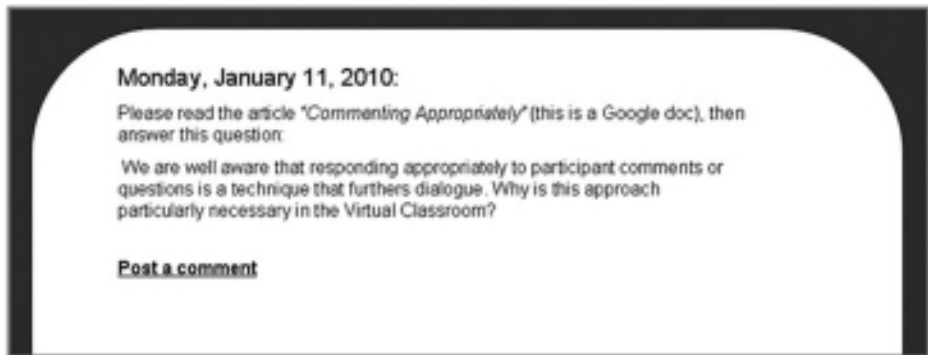 Monday, January 11, 2010:
Please read the article "Commenting Appropriately" (this is a Google doc), then
answer this question:
We are well aware that responding appropriately to participant comments or
questions is a technique that furthers dialogue. Why is this approach
particularly necessary in the Virtual Classroom?
Post a comment